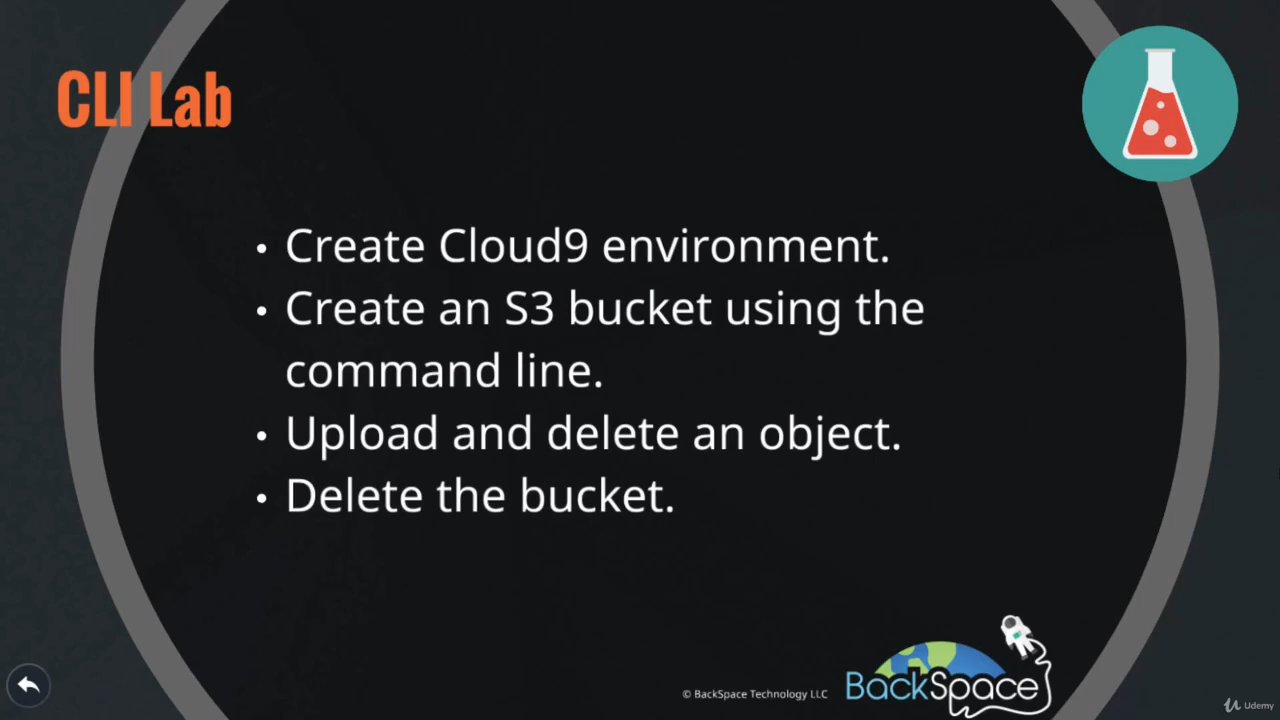 CLI Lab
• Create Cloud9 environment.
• Create an S3 bucket using the
command line.
• Upload and delete an object.
• Delete the bucket.
© BackSpace Technology LLC
BackSpace
Udemy